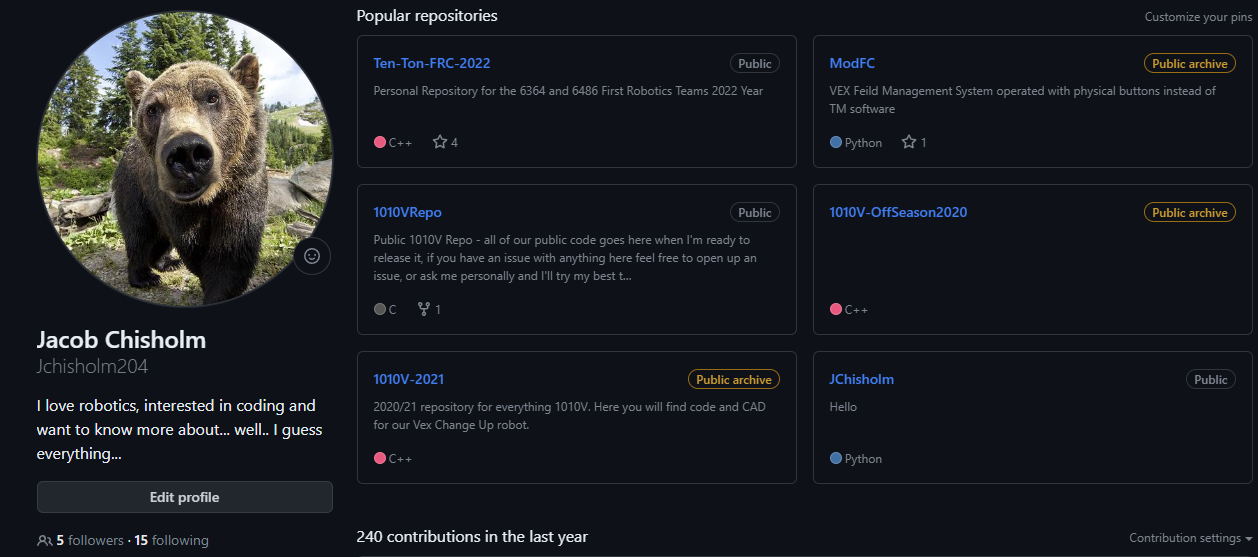 Popular repositories
Customize your pins
Ten-Ton-FRC-2022
Public
Personal Repository for the 6364 and 6486 First Robotics Teams 2022 Year
C++
4
ModFC
Public archive
VEX Feild Management System operated with physical buttons instead of
TM software
Python
1
1010VRepo
Public
Public 1010V Repo - all of our public code goes here when I'm ready to
release it, if you have an issue with anything here feel free to open up an
issue, or ask me personally and I'll try my best t...
C
1
1010V-OffSeason2020
Public archive
C++
1010V-2021
Public archive
2020/21 repository for everything 1010V. Here you will find code and CAD
for our Vex Change Up robot.
C++
JChisholm
Public
Hello
Python
Jacob Chisholm
Jchisholm204
I love robotics, interested in coding and
want to know more about... well.. I guess
everything...
Edit profile
5 followers · 15 following
240 contributions in the last year
Contribution settings